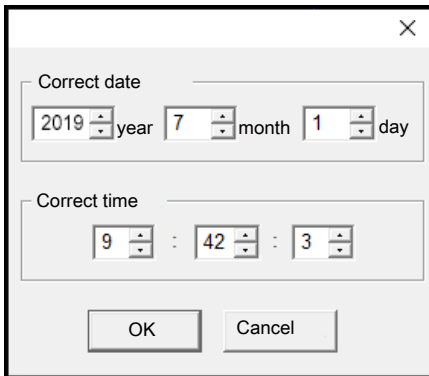 Correct date
2019 year 7 month 1 day
Correct time
9 : 42 : 3
OK Cancel